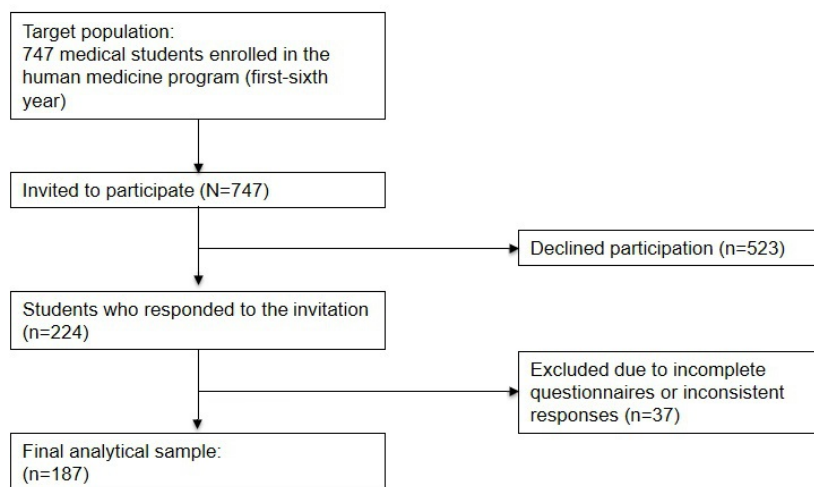 Target population:
747 medical students enrolled in the
human medicine program (first-sixth
year)
Invited to participate (N=747)
Declined participation (n=523)
Students who responded to the invitation
(n=224)
Excluded due to incomplete
questionnaires or inconsistent
responses (n=37)
Final analytical sample:
(n=187)